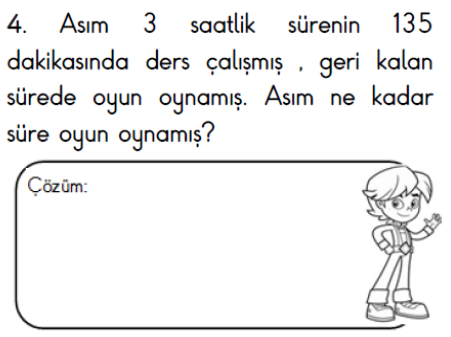 4. Asım 3 saatlik sürenin 135
dakikasında ders çalışmış , geri kalan
sürede oyun oynamış. Asım ne kadar
süre oyun oynamış?
Çözüm: